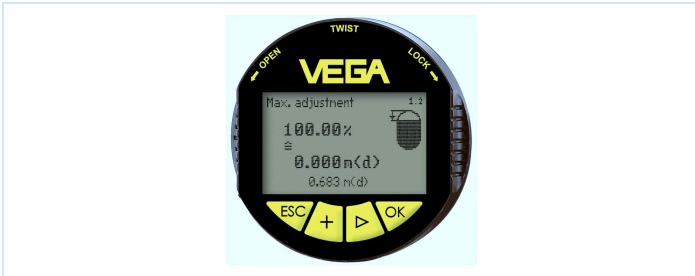 TWIST
OPEN
LOCK
VEGA
Max. adjustment 1.2
100.00%
≙
0.000m(d)
0.683 m(d)
ESC + ▷ OK